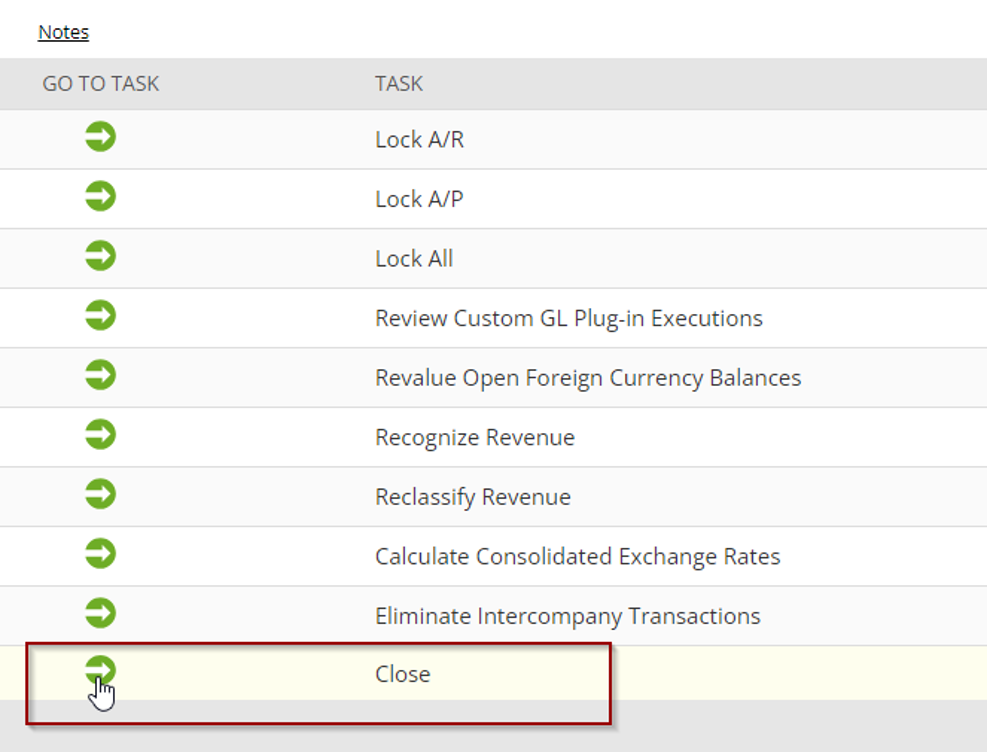 Notes
GO TO TASK TASK
Lock A/R
Lock A/P
Lock All
Review Custom GL Plug-in Executions
Revalue Open Foreign Currency Balances
Recognize Revenue
Reclassify Revenue
Calculate Consolidated Exchange Rates
Eliminate Intercompany Transactions
Close